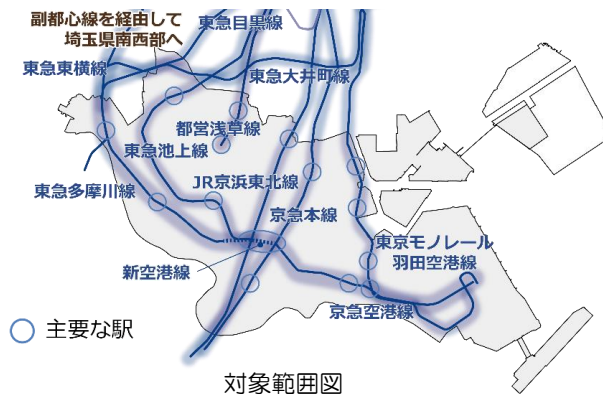 副都心線を経由して
埼玉県南西部へ
東急目黒線
東急東横線
東急大井町線
都営浅草線
東急池上線
JR京浜東北線
東急多摩川線
京急本線
東京モノレール
羽田空港線
新空港線
京急空港線
主要な駅
対象範囲図